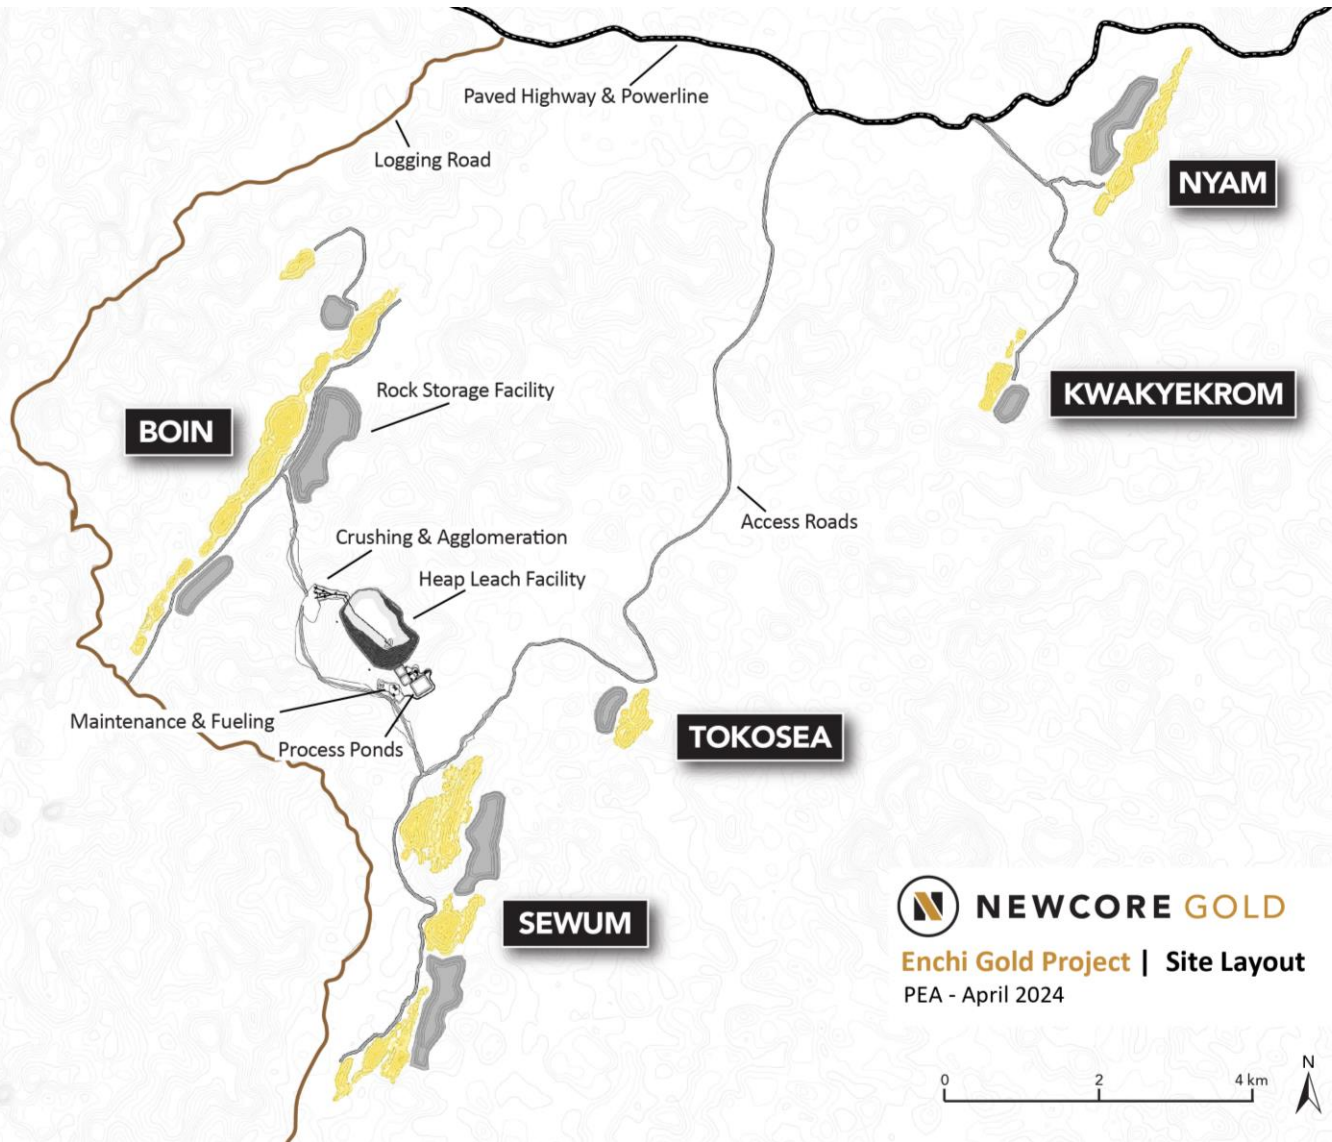 Paved Highway & Powerline
Logging Road
NYAM
Rock Storage Facility
KWAKYEKROM
BOIN
Access Roads
Crushing & Agglomeration
Heap Leach Facility
Maintenance & Fueling
Process Ponds
TOKOSEA
SEWUM
N NEWCORE GOLD
Enchi Gold Project | Site Layout
PEA - April 2024
N
0 2 4 km